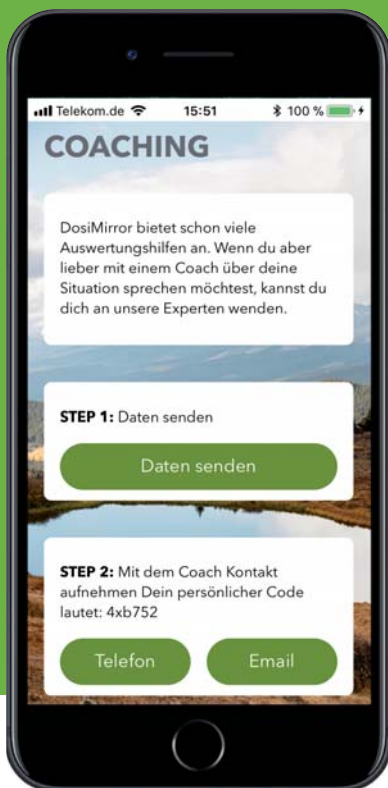 Telekom.de 15:51 100 %
COACHING
DosiMirror bietet schon viele
Auswertungshilfen an. Wenn du aber
lieber mit einem Coach über deine
Situation sprechen möchtest, kannst du
dich an unsere Experten wenden.
STEP 1: Daten senden
Daten senden
STEP 2: Mit dem Coach Kontakt
aufnehmen Dein persönlicher Code
lautet: 4xb752
Telefon Email